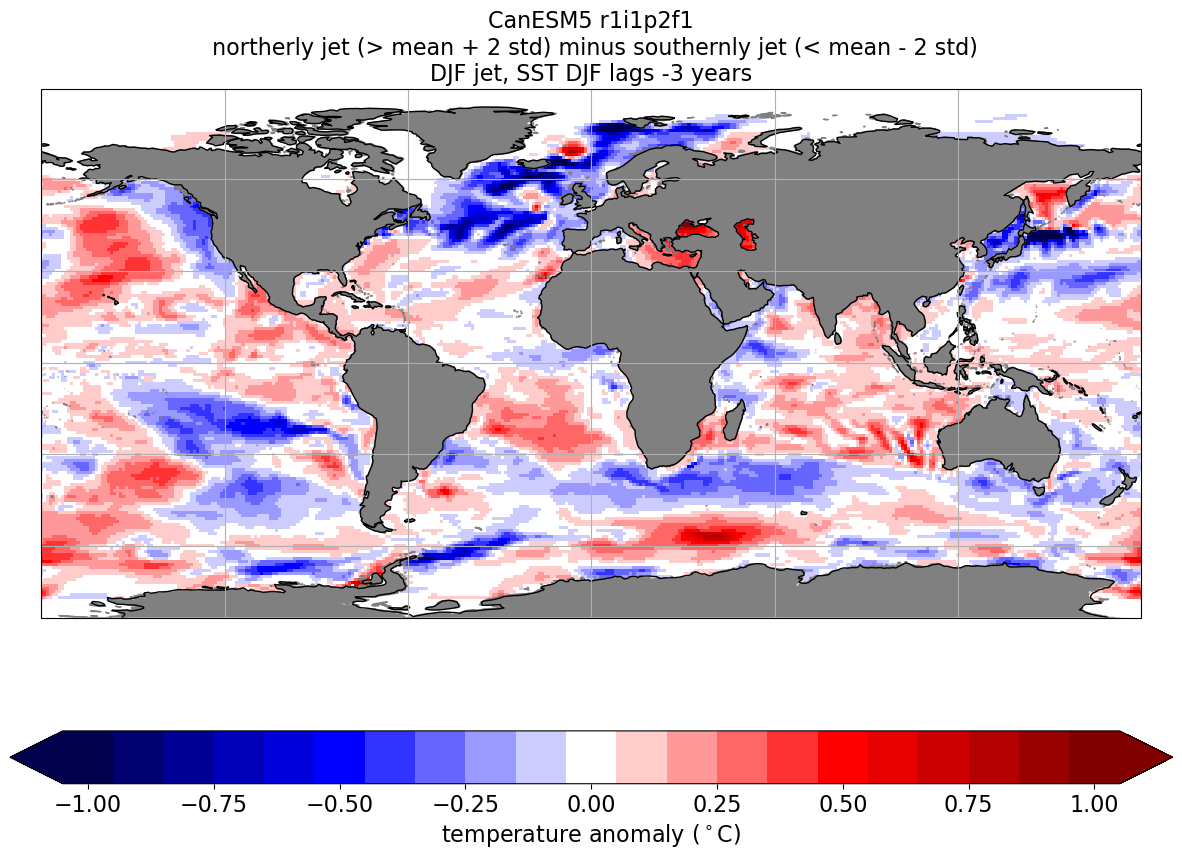 CanESM5 r1i1p2f1
northerly jet (> mean + 2 std) minus southernly jet (< mean - 2 std)
DJF jet, SST DJF lags -3 years
−1.00 −0.75 −0.50 −0.25 0.00 0.25 0.50 0.75 1.00
temperature anomaly (°C)